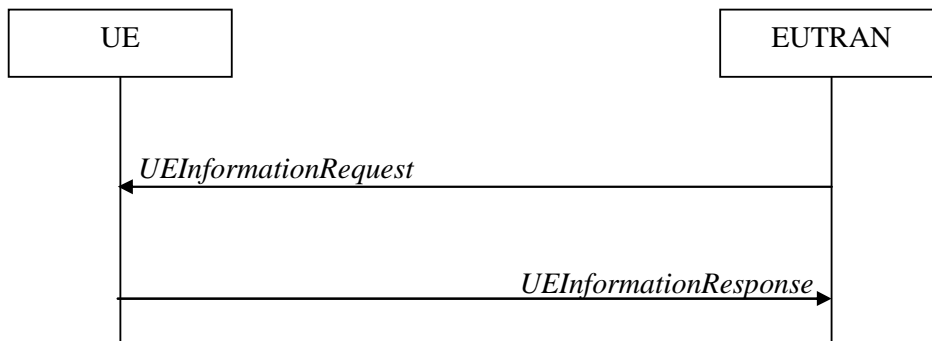 UE
EUTRAN
UEInformationRequest
UEInformationResponse